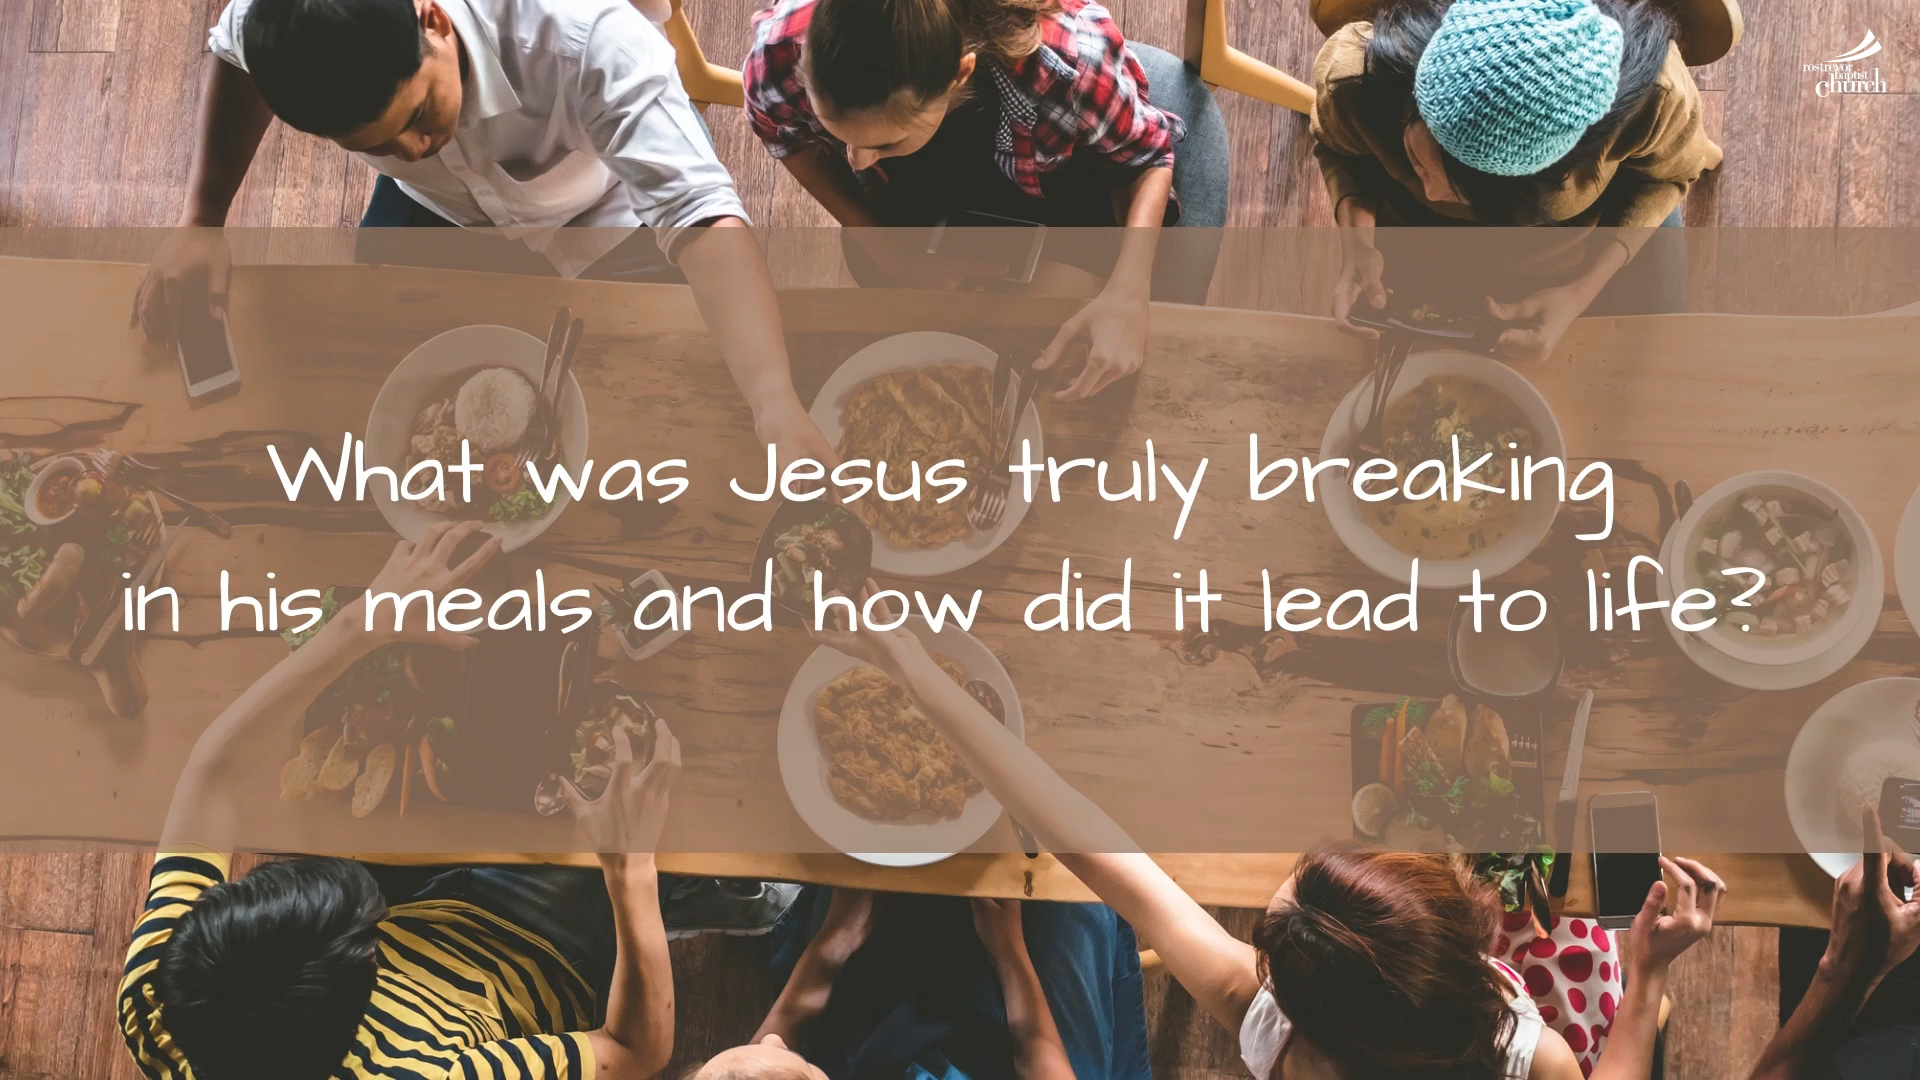 rostrevor
baptist
church
What was Jesus truly breaking
in his meals and how did it lead to life?